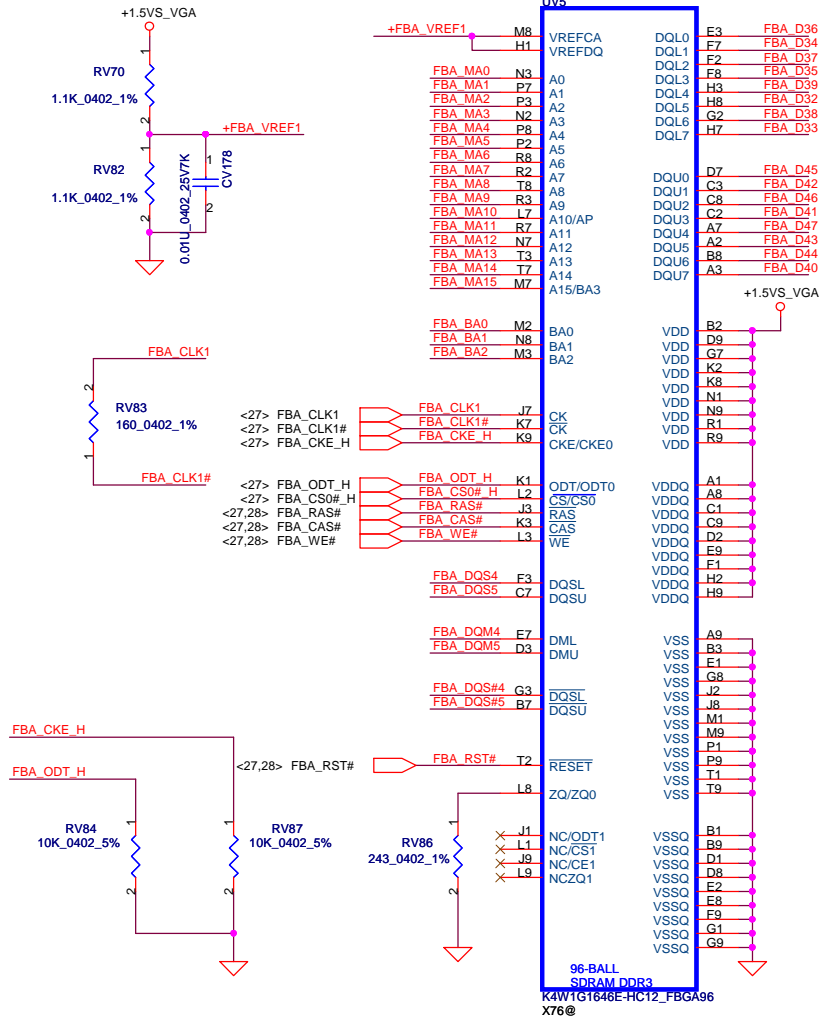 UV5
+1.5VS_VGA
1
RV70
1.1K_0402_1%
2
+FBA_VREF1
1
RV82
1.1K_0402_1%
2
1
CV178
0.01U_0402_25V7K
2
+FBA_VREF1
M8 VREFCA
H1 VREFDQ
FBA_MA0 N3 A0
FBA_MA1 P7 A1
FBA_MA2 P3 A2
FBA_MA3 N2 A3
FBA_MA4 P8 A4
FBA_MA5 P2 A5
FBA_MA6 R8 A6
FBA_MA7 R2 A7
FBA_MA8 T8 A8
FBA_MA9 R3 A9
FBA_MA10 L7 A10/AP
FBA_MA11 R7 A11
FBA_MA12 N7 A12
FBA_MA13 T3 A13
FBA_MA14 T7 A14
FBA_MA15 M7 A15/BA3
FBA_BA0 M2 BA0
FBA_BA1 N8 BA1
FBA_BA2 M3 BA2
DQL0 E3 FBA_D36
DQL1 F7 FBA_D34
DQL2 F2 FBA_D37
DQL3 F8 FBA_D35
DQL4 H3 FBA_D39
DQL5 H8 FBA_D32
DQL6 G2 FBA_D38
DQL7 H7 FBA_D33
DQU0 D7 FBA_D45
DQU1 C3 FBA_D42
DQU2 C8 FBA_D46
DQU3 C2 FBA_D41
DQU4 A7 FBA_D47
DQU5 A2 FBA_D43
DQU6 B8 FBA_D44
DQU7 A3 FBA_D40
+1.5VS_VGA
VDD B2
VDD D9
VDD G7
VDD K2
VDD K8
VDD N1
VDD N9
VDD R1
VDD R9
FBA_CLK1
2
RV83
160_0402_1%
1
FBA_CLK1#
<27> FBA_CLK1 FBA_CLK1 J7 CK
<27> FBA_CLK1# FBA_CLK1# K7 CK
<27> FBA_CKE_H FBA_CKE_H K9 CKE/CKE0
<27> FBA_ODT_H FBA_ODT_H K1 ODT/ODT0
<27> FBA_CS0#_H FBA_CS0#_H L2 CS/CS0
<27,28> FBA_RAS# FBA_RAS# J3 RAS
<27,28> FBA_CAS# FBA_CAS# K3 CAS
<27,28> FBA_WE# FBA_WE# L3 WE
VDDQ A1
VDDQ A8
VDDQ C1
VDDQ C9
VDDQ D2
VDDQ E9
VDDQ F1
VDDQ H2
VDDQ H9
FBA_DQS4 F3 DQSL
FBA_DQS5 C7 DQSU
FBA_DQM4 E7 DML
FBA_DQM5 D3 DMU
FBA_DQS#4 G3 DQSL
FBA_DQS#5 B7 DQSU
VSS A9
VSS B3
VSS E1
VSS G8
VSS J2
VSS J8
VSS M1
VSS M9
VSS P1
VSS P9
VSS T1
VSS T9
<27,28> FBA_RST# FBA_RST# T2 RESET
L8 ZQ/ZQ0
FBA_CKE_H
FBA_ODT_H
1
RV84
10K_0402_5%
2
1
RV87
10K_0402_5%
2
1
RV86
243_0402_1%
2
J1 NC/ODT1
L1 NC/CS1
J9 NC/CE1
L9 NCZQ1
VSSQ B1
VSSQ B9
VSSQ D1
VSSQ D8
VSSQ E2
VSSQ E8
VSSQ F9
VSSQ G1
VSSQ G9
96-BALL
SDRAM DDR3
K4W1G1646E-HC12_FBGA96
X76@